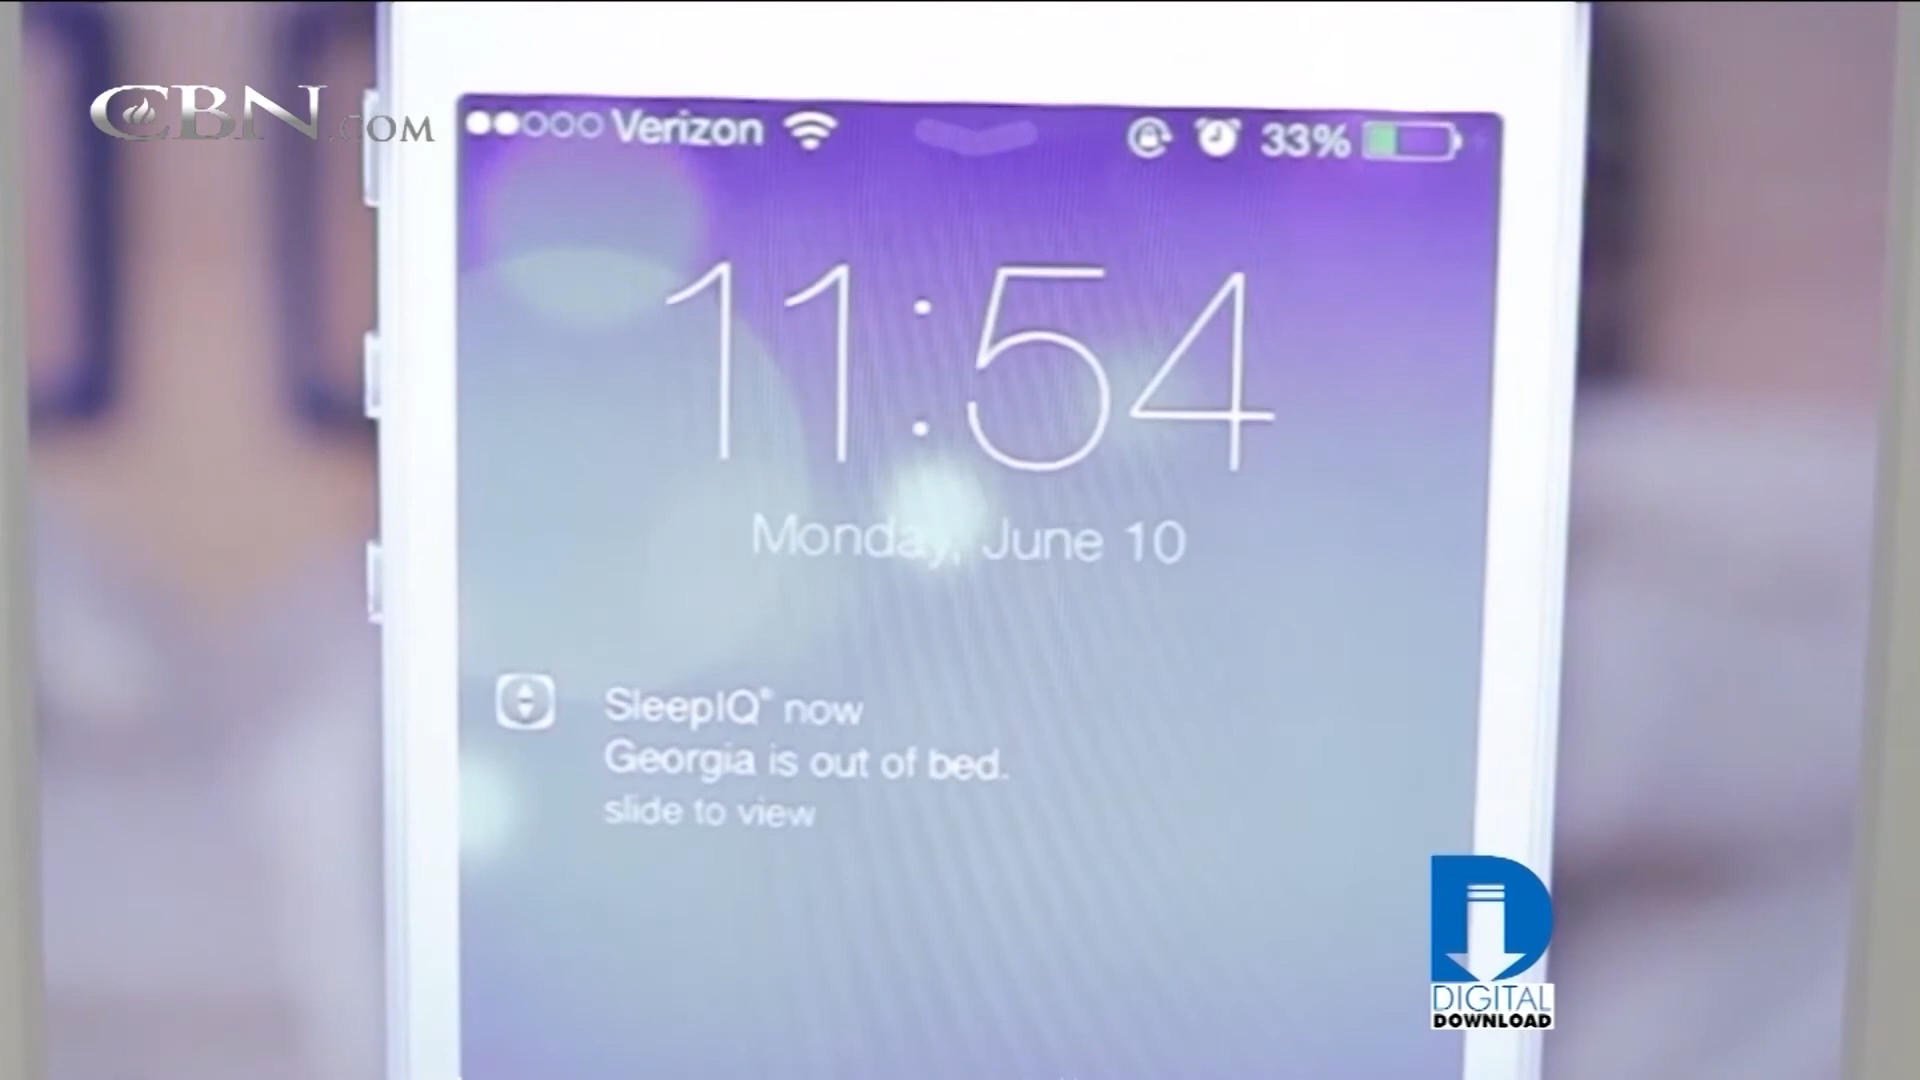 CBN.COM
Verizon
33%
11:54
Monday, June 10
SleepIQ® now
Georgia is out of bed.
slide to view
DIGITAL
DOWNLOAD